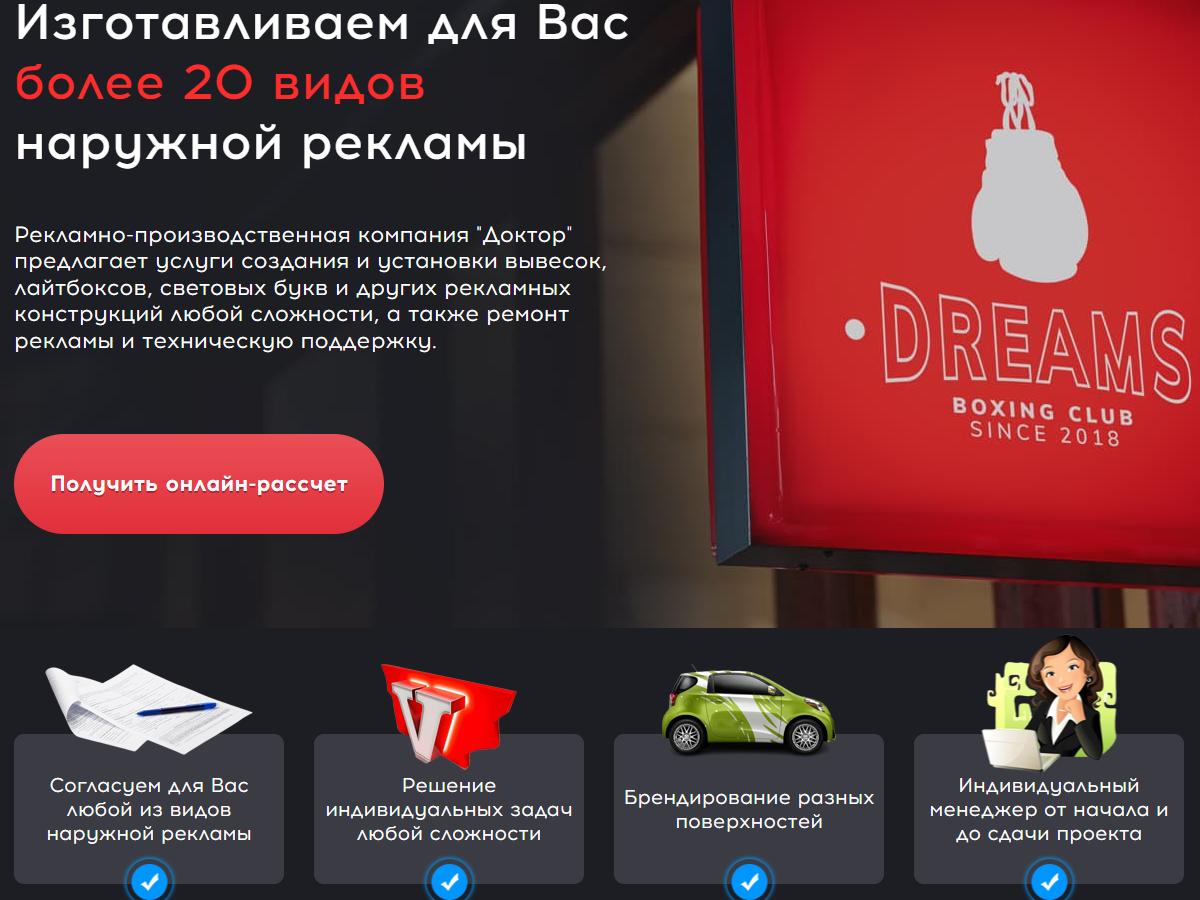 Изготавливаем для Вас
более 20 видов
наружной рекламы
Рекламно-производственная компания "Доктор"
предлагает услуги создания и установки вывесок,
лайтбоксов, световых букв и других рекламных
конструкций любой сложности, а также ремонт
рекламы и техническую поддержку.
Получить онлайн-рассчет
DREAMS
BOXING CLUB
SINCE 2018
Согласуем для Вас
любой из видов
наружной рекламы
Решение
индивидуальных задач
любой сложности
Брендирование разных
поверхностей
Индивидуальный
менеджер от начала и
до сдачи проекта